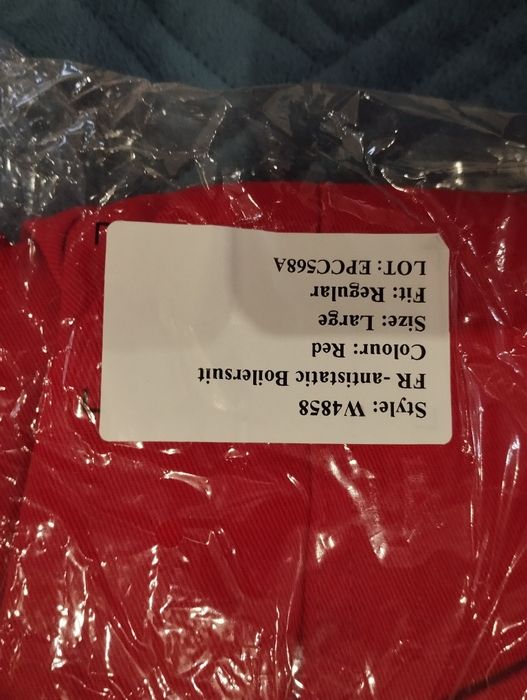 Style: W4858
FR -antistatic Boilersuit
Colour: Red
Size: Large
Fit: Regular
LOT: EPCC568A